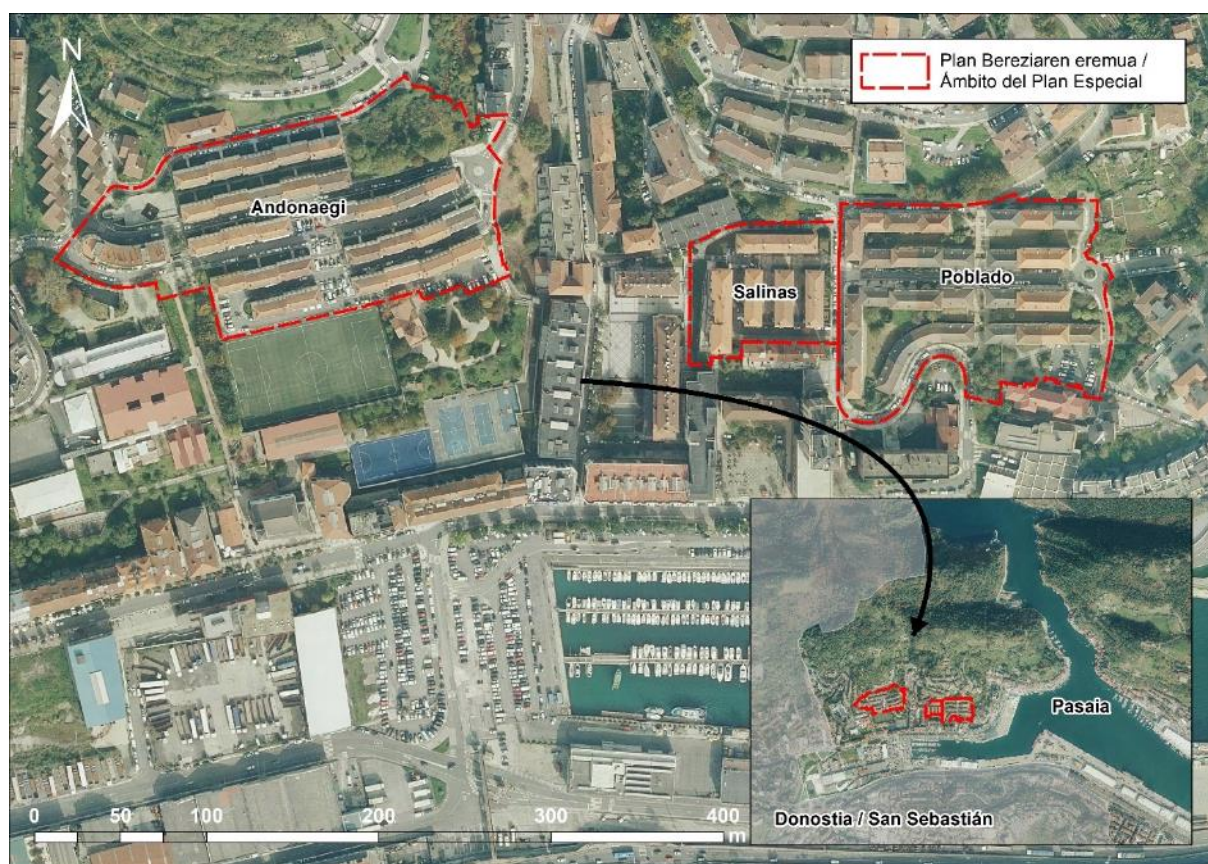 N
Plan Bereziaren eremua /
Ámbito del Plan Especial
Andonaegi
Salinas
Poblado
Pasaia
Donostia / San Sebastián
0 50 100 200 300 400
m